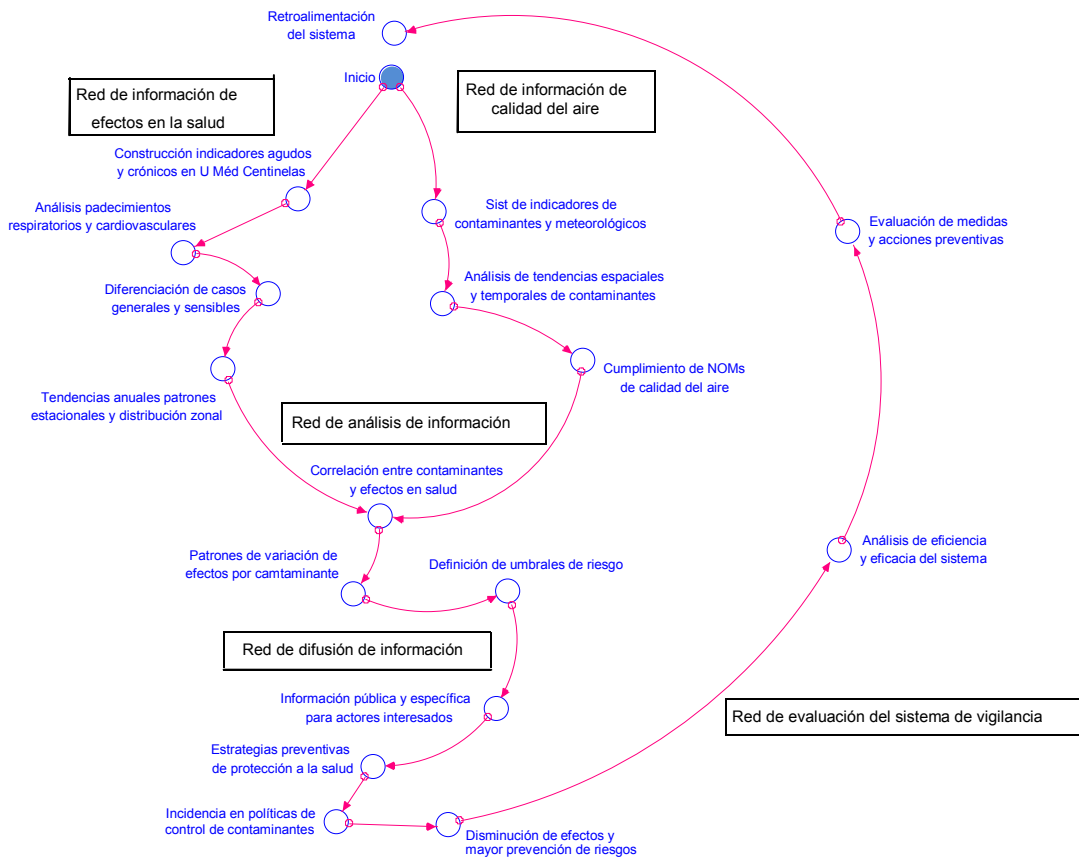 Retroalimentación
del sistema
Inicio
Red de información de
efectos en la salud
Red de información de
calidad del aire
Construcción indicadores agudos
y crónicos en U Méd Centinelas
Análisis padecimientos
respiratorios y cardiovasculares
Sist de indicadores de
contaminantes y meteorológicos
Evaluación de medidas
y acciones preventivas
Diferenciación de casos
generales y sensibles
Análisis de tendencias espaciales
y temporales de contaminantes
Tendencias anuales patrones
estacionales y distribución zonal
Cumplimiento de NOMs
de calidad del aire
Red de análisis de información
Correlación entre contaminantes
y efectos en salud
Patrones de variación de
efectos por camtaminante
Definición de umbrales de riesgo
Análisis de eficiencia
y eficacia del sistema
Red de difusión de información
Información pública y específica
para actores interesados
Red de evaluación del sistema de vigilancia
Estrategias preventivas
de protección a la salud
Incidencia en políticas de
control de contaminantes
Disminución de efectos y
mayor prevención de riesgos